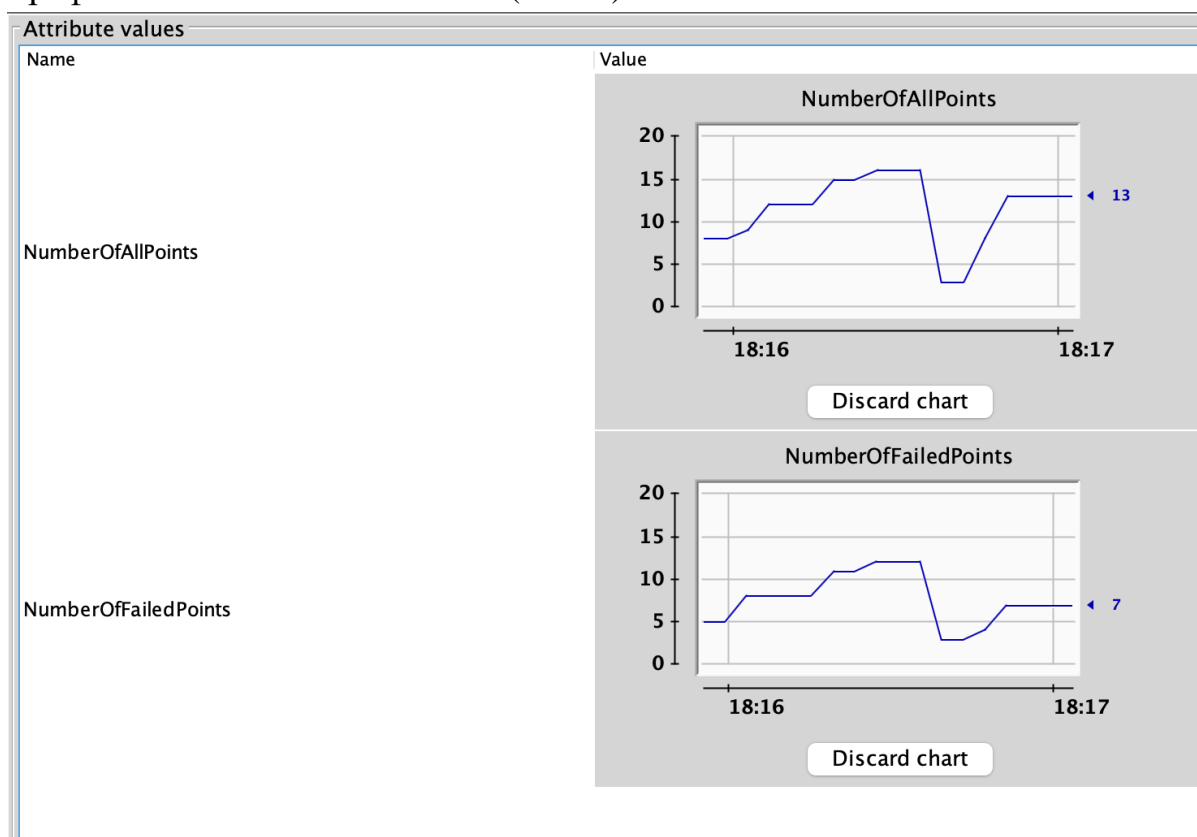 Attribute values
Name
Value
NumberOfAllPoints
NumberOfAllPoints
20
15
10
5
0
13
18:16
18:17
Discard chart
NumberOfFailedPoints
NumberOfFailedPoints
20
15
10
5
0
7
18:16
18:17
Discard chart